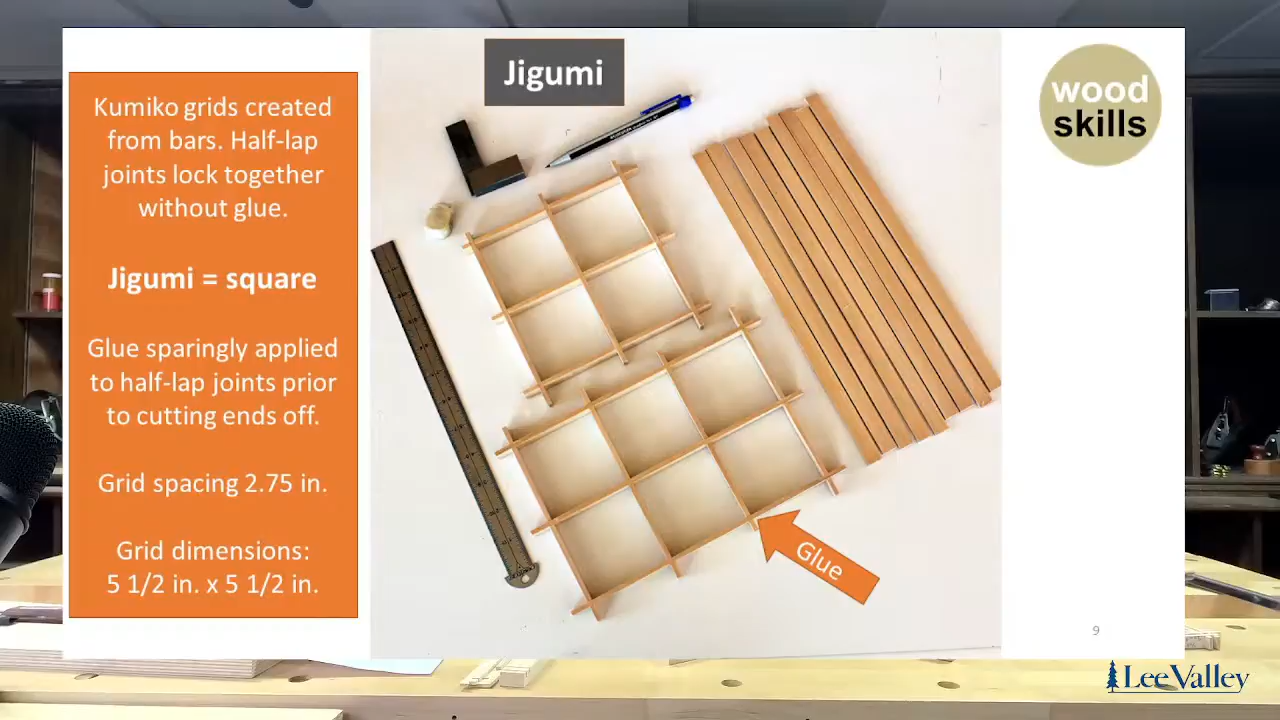 Jigumi
wood
skills
Kumiko grids created
from bars. Half-lap
joints lock together
without glue.
Jigumi = square
Glue sparingly applied
to half-lap joints prior
to cutting ends off.
Grid spacing 2.75 in.
Grid dimensions:
5 1/2 in. x 5 1/2 in.
Glue
9
Lee Valley